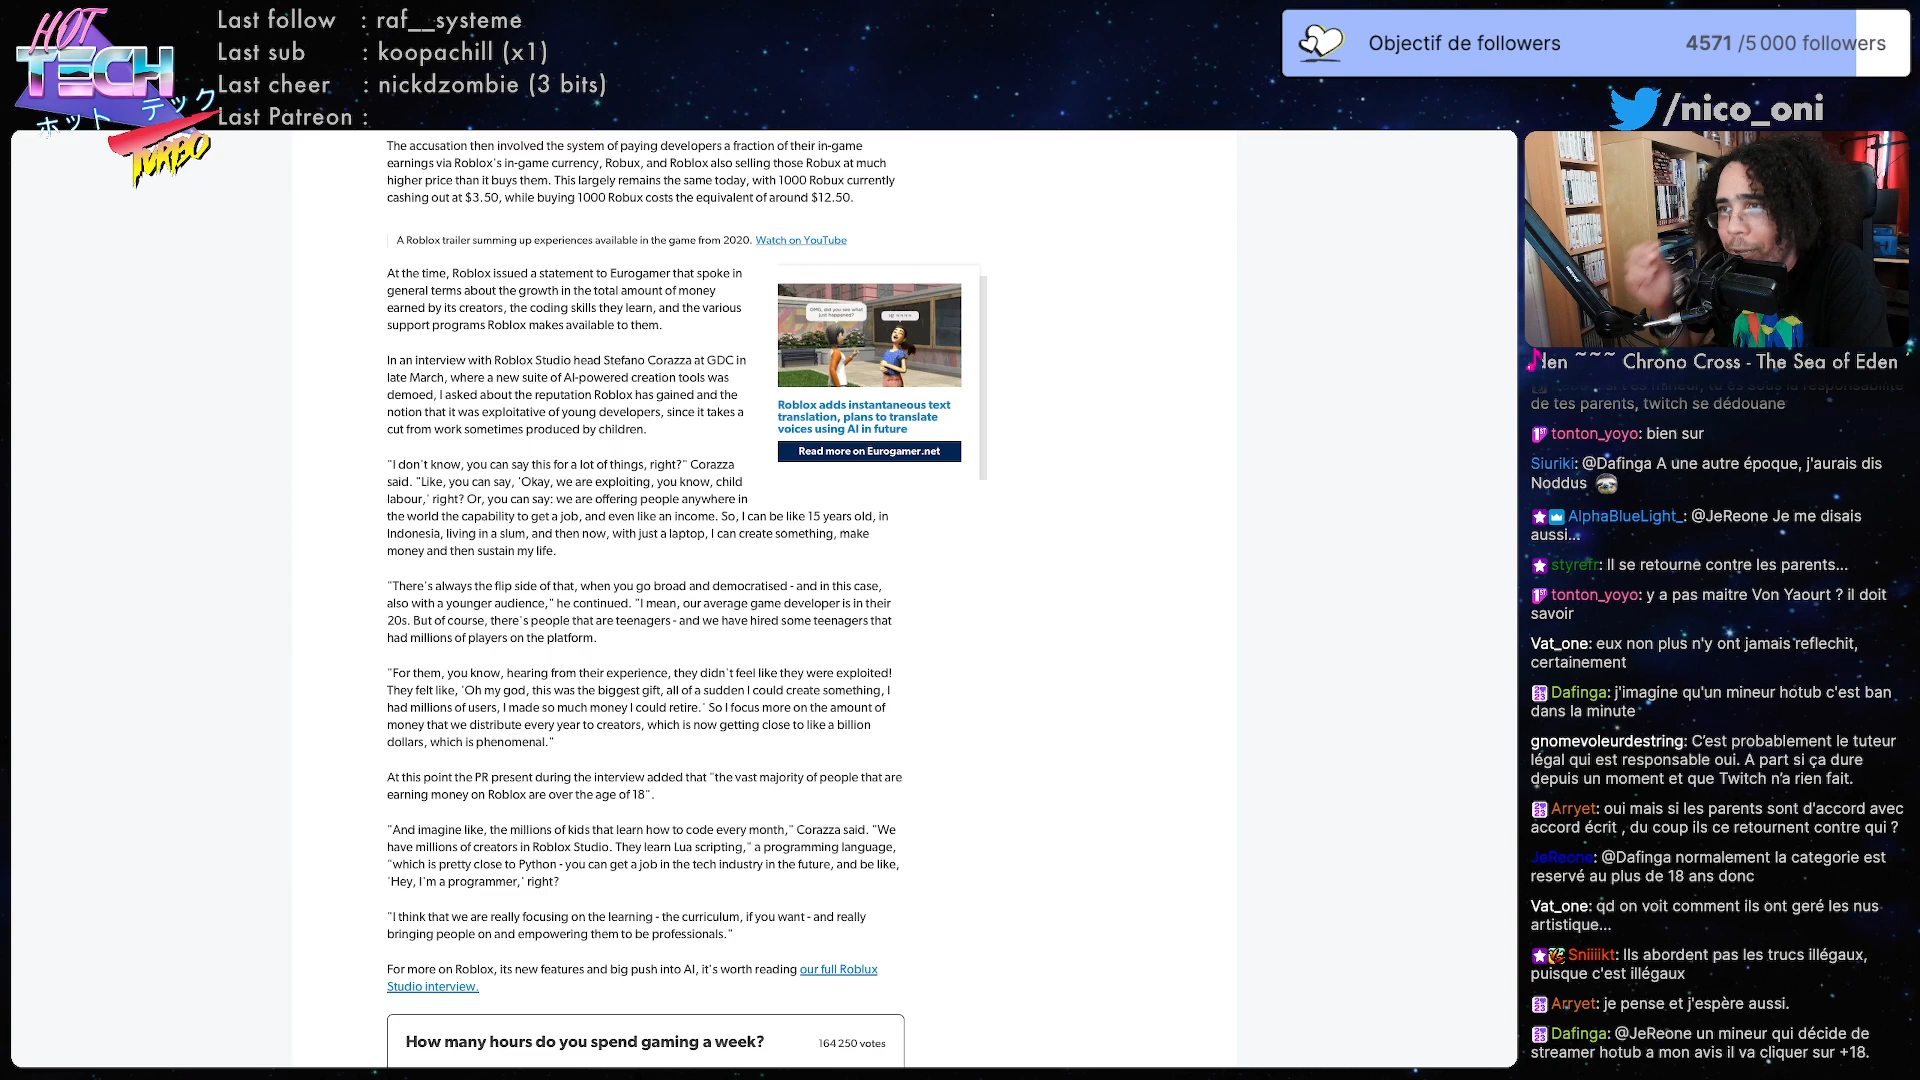 HOT
TECH
ホット テック
TURBO
Last follow : raf__systeme
Last sub : koopachill (x1)
Last cheer : nickdzombie (3 bits)
Last Patreon :
Objectif de followers 4571 /5 000 followers
/nico_oni
The accusation then involved the system of paying developers a fraction of their in-game
earnings via Roblox's in-game currency, Robux, and Roblox also selling those Robux at much
higher price than it buys them. This largely remains the same today, with 1000 Robux currently
cashing out at $3.50, while buying 1000 Robux costs the equivalent of around $12.50.
A Roblox trailer summing up experiences available in the game from 2020. Watch on YouTube
At the time, Roblox issued a statement to Eurogamer that spoke in
general terms about the growth in the total amount of money
earned by its creators, the coding skills they learn, and the various
support programs Roblox makes available to them.
In an interview with Roblox Studio head Stefano Corazza at GDC in
late March, where a new suite of AI-powered creation tools was
demoed, I asked about the reputation Roblox has gained and the
notion that it was exploitative of young developers, since it takes a
cut from work sometimes produced by children.
OMG, did you see what
just happened?
Roblox adds instantaneous text
translation, plans to translate
voices using AI in future
Read more on Eurogamer.net
"I don't know, you can say this for a lot of things, right?" Corazza
said. "Like, you can say, 'Okay, we are exploiting, you know, child
labour,' right? Or, you can say: we are offering people anywhere in
the world the capability to get a job, and even like an income. So, I can be like 15 years old, in
Indonesia, living in a slum, and then now, with just a laptop, I can create something, make
money and then sustain my life.
"There's always the flip side of that, when you go broad and democratised - and in this case,
also with a younger audience," he continued. "I mean, our average game developer is in their
20s. But of course, there's people that are teenagers - and we have hired some teenagers that
had millions of players on the platform.
"For them, you know, hearing from their experience, they didn't feel like they were exploited!
They felt like, 'Oh my god, this was the biggest gift, all of a sudden I could create something, I
had millions of users, I made so much money I could retire.' So I focus more on the amount of
money that we distribute every year to creators, which is now getting close to like a billion
dollars, which is phenomenal."
At this point the PR present during the interview added that "the vast majority of people that are
earning money on Roblox are over the age of 18".
"And imagine like, the millions of kids that learn how to code every month," Corazza said. "We
have millions of creators in Roblox Studio. They learn Lua scripting," a programming language,
"which is pretty close to Python - you can get a job in the tech industry in the future, and be like,
'Hey, I'm a programmer,' right?
"I think that we are really focusing on the learning - the curriculum, if you want - and really
bringing people on and empowering them to be professionals."
For more on Roblox, its new features and big push into AI, it's worth reading our full Roblux
Studio interview.
How many hours do you spend gaming a week? 164 250 votes
den ~~~ Chrono Cross - The Sea of Eden
de tes parents, twitch se dédouane
tonton_yoyo: bien sur
Siuriki: @Dafinga A une autre époque, j'aurais dis
Noddus
AlphaBlueLight_: @JeReone Je me disais
aussi...
styrefr: Il se retourne contre les parents...
tonton_yoyo: y a pas maitre Von Yaourt ? il doit
savoir
Vat_one: eux non plus n'y ont jamais reflechit,
certainement
Dafinga: j'imagine qu'un mineur hotub c'est ban
dans la minute
gnomevoleurdestring: C'est probablement le tuteur
légal qui est responsable oui. A part si ça dure
depuis un moment et que Twitch n'a rien fait.
Arryet: oui mais si les parents sont d'accord avec
accord écrit , du coup ils ce retournent contre qui ?
JeReone: @Dafinga normalement la categorie est
reservé au plus de 18 ans donc
Vat_one: qd on voit comment ils ont geré les nus
artistique...
Sniiiikt: Ils abordent pas les trucs illégaux,
puisque c'est illégaux
Arryet: je pense et j'espère aussi.
Dafinga: @JeReone un mineur qui décide de
streamer hotub a mon avis il va cliquer sur +18.